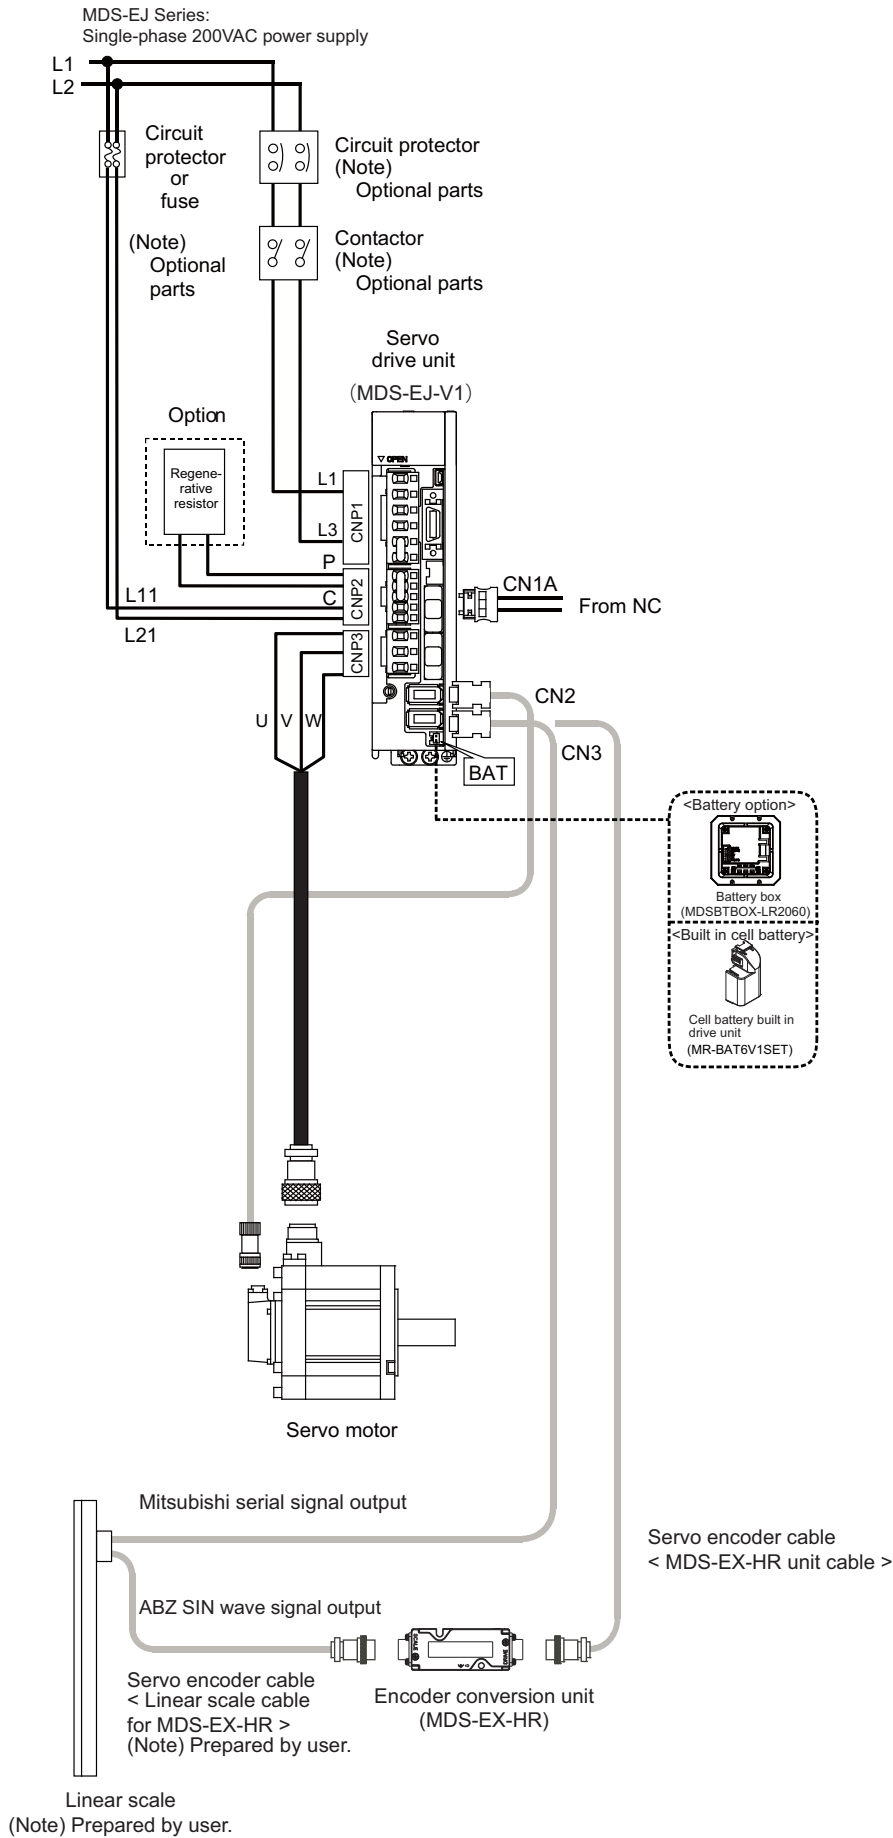 MDS-EJ Series:
Single-phase 200VAC power supply
L1
L2
Circuit
protector
or
fuse
(Note)
Optional
parts
Circuit protector
(Note)
Optional parts
Contactor
(Note)
Optional parts
Servo
drive unit
(MDS-EJ-V1)
Option
Regene-
rative
resistor
▽ OPEN
L1
L3
CNP1
P
C
CNP2
L11
L21
CNP3
U V W
CN1A
From NC
CN2
CN3
BAT
<Battery option>
Battery box
(MDSBTBOX-LR2060)
<Built in cell battery>
Cell battery built in
drive unit
(MR-BAT6V1SET)
Servo motor
Mitsubishi serial signal output
Servo encoder cable
< MDS-EX-HR unit cable >
ABZ SIN wave signal output
SCALE
DRIVE
Servo encoder cable
< Linear scale cable
for MDS-EX-HR >
(Note) Prepared by user.
Encoder conversion unit
(MDS-EX-HR)
Linear scale
(Note) Prepared by user.